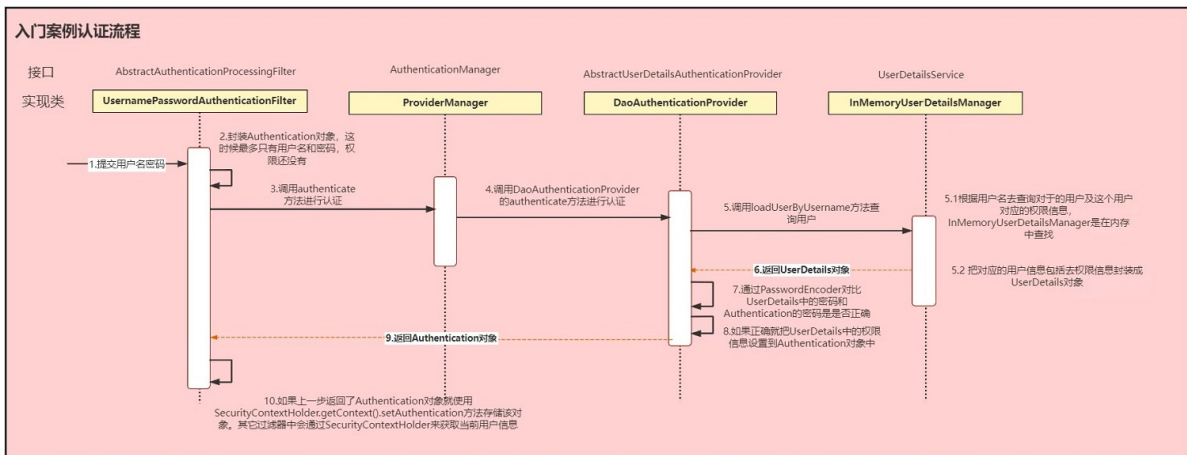 入门案例认证流程
接口
AbstractAuthenticationProcessingFilter
AuthenticationManager
AbstractUserDetailsAuthenticationProvider
UserDetailsService
实现类
UsernamePasswordAuthenticationFilter
ProviderManager
DaoAuthenticationProvider
InMemoryUserDetailsManager
1.提交用户名密码
2.封装Authentication对象，这
时候最多只有用户名和密码，权
限还没有
3.调用authenticate
方法进行认证
4.调用DaoAuthenticationProvider
的authenticate方法进行认证
5.调用loadUserByUsername方法查
询用户
5.1根据用户名去查询对于的用户及这个用户
对应的权限信息，
InMemoryUserDetailsManager是在内存
中查找
5.2 把对应的用户信息包括去权限信息封装成
UserDetails对象
6.返回UserDetails对象
7.通过PasswordEncoder对比
UserDetails中的密码和
Authentication的密码是是否正确
8.如果正确就把UserDetails中的权限
信息设置到Authentication对象中
9.返回Authentication对象
10.如果上一步返回了Authentication对象就使用
SecurityContextHolder.getContext().setAuthentication方法存储该对
象。其它过滤器中会通过SecurityContextHolder来获取当前用户信息